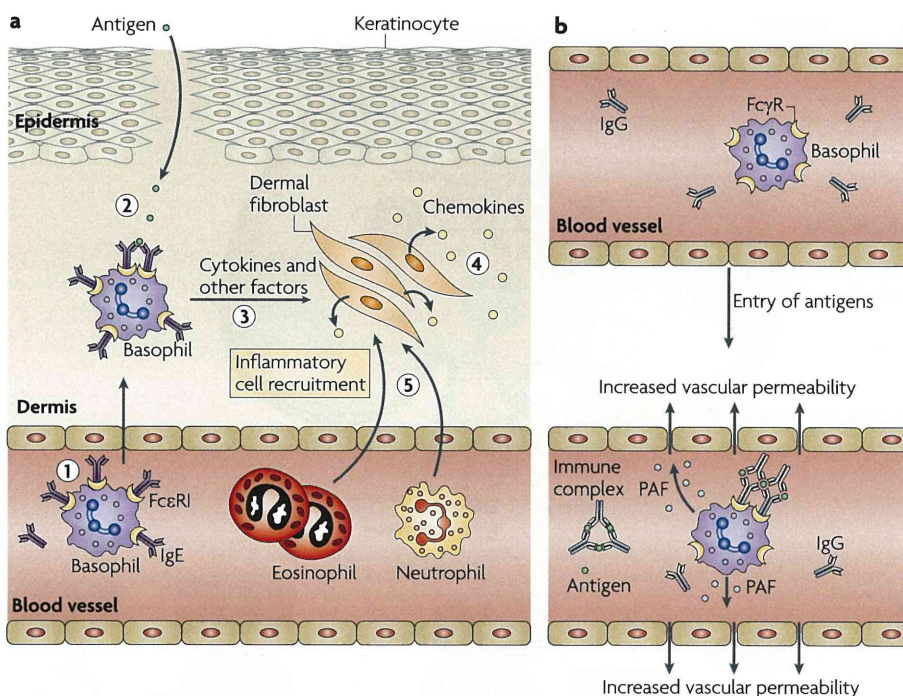 a
Antigen
Keratinocyte
Epidermis
2
Dermal
fibroblast
Chemokines
4
Cytokines and
other factors
3
Basophil
Inflammatory
cell recruitment
5
Dermis
1
FcεRI
IgE
Basophil
Eosinophil
Neutrophil
Blood vessel
b
FcγR
IgG
Basophil
Blood vessel
Entry of antigens
Increased vascular permeability
Immune
complex
PAF
IgG
Antigen
PAF
Increased vascular permeability